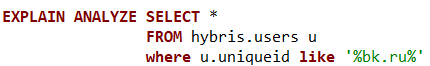 EXPLAIN ANALYZE SELECT *
FROM hybris.users u
where u.uniqueid like '%bk.ru%'